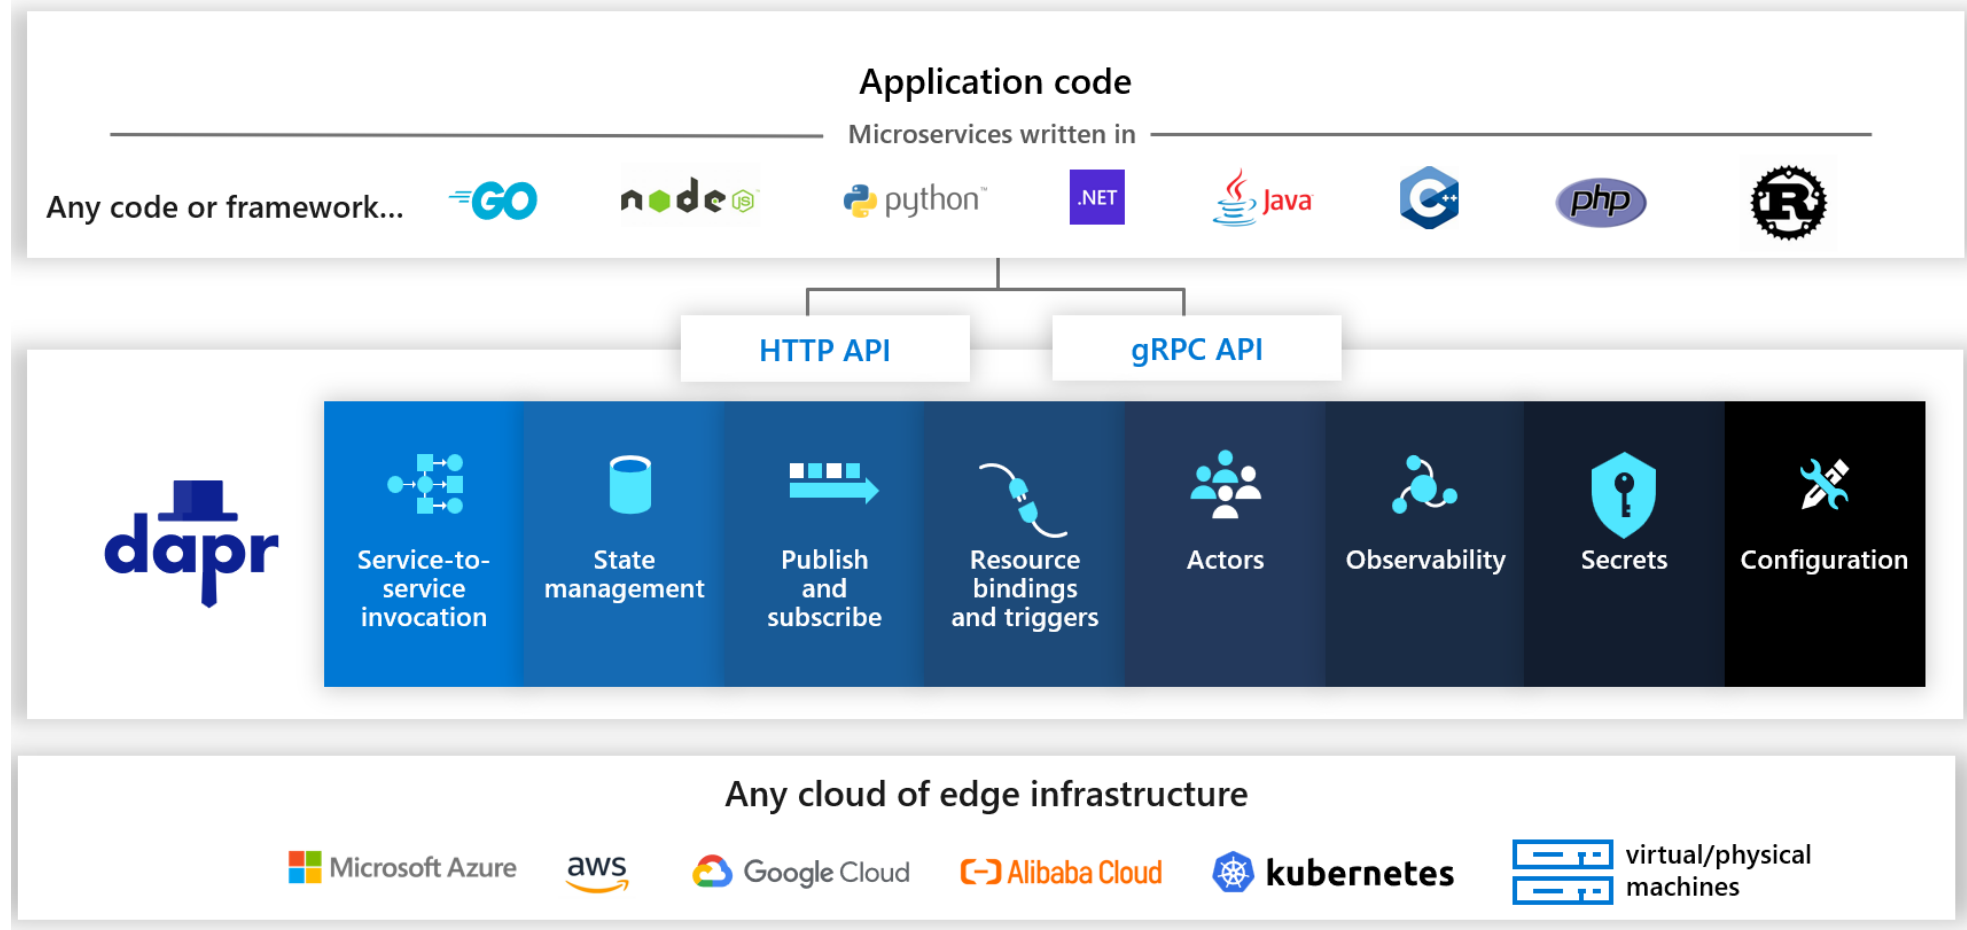 Application code
Microservices written in
Any code or framework...
GO
node JS
python™
.NET
Java
C++
php
R
HTTP API
gRPC API
dapr
Service-to-
service
invocation
State
management
Publish
and
subscribe
Resource
bindings
and triggers
Actors
Observability
Secrets
Configuration
Any cloud of edge infrastructure
Microsoft Azure
aws
Google Cloud
Alibaba Cloud
kubernetes
virtual/physical
machines